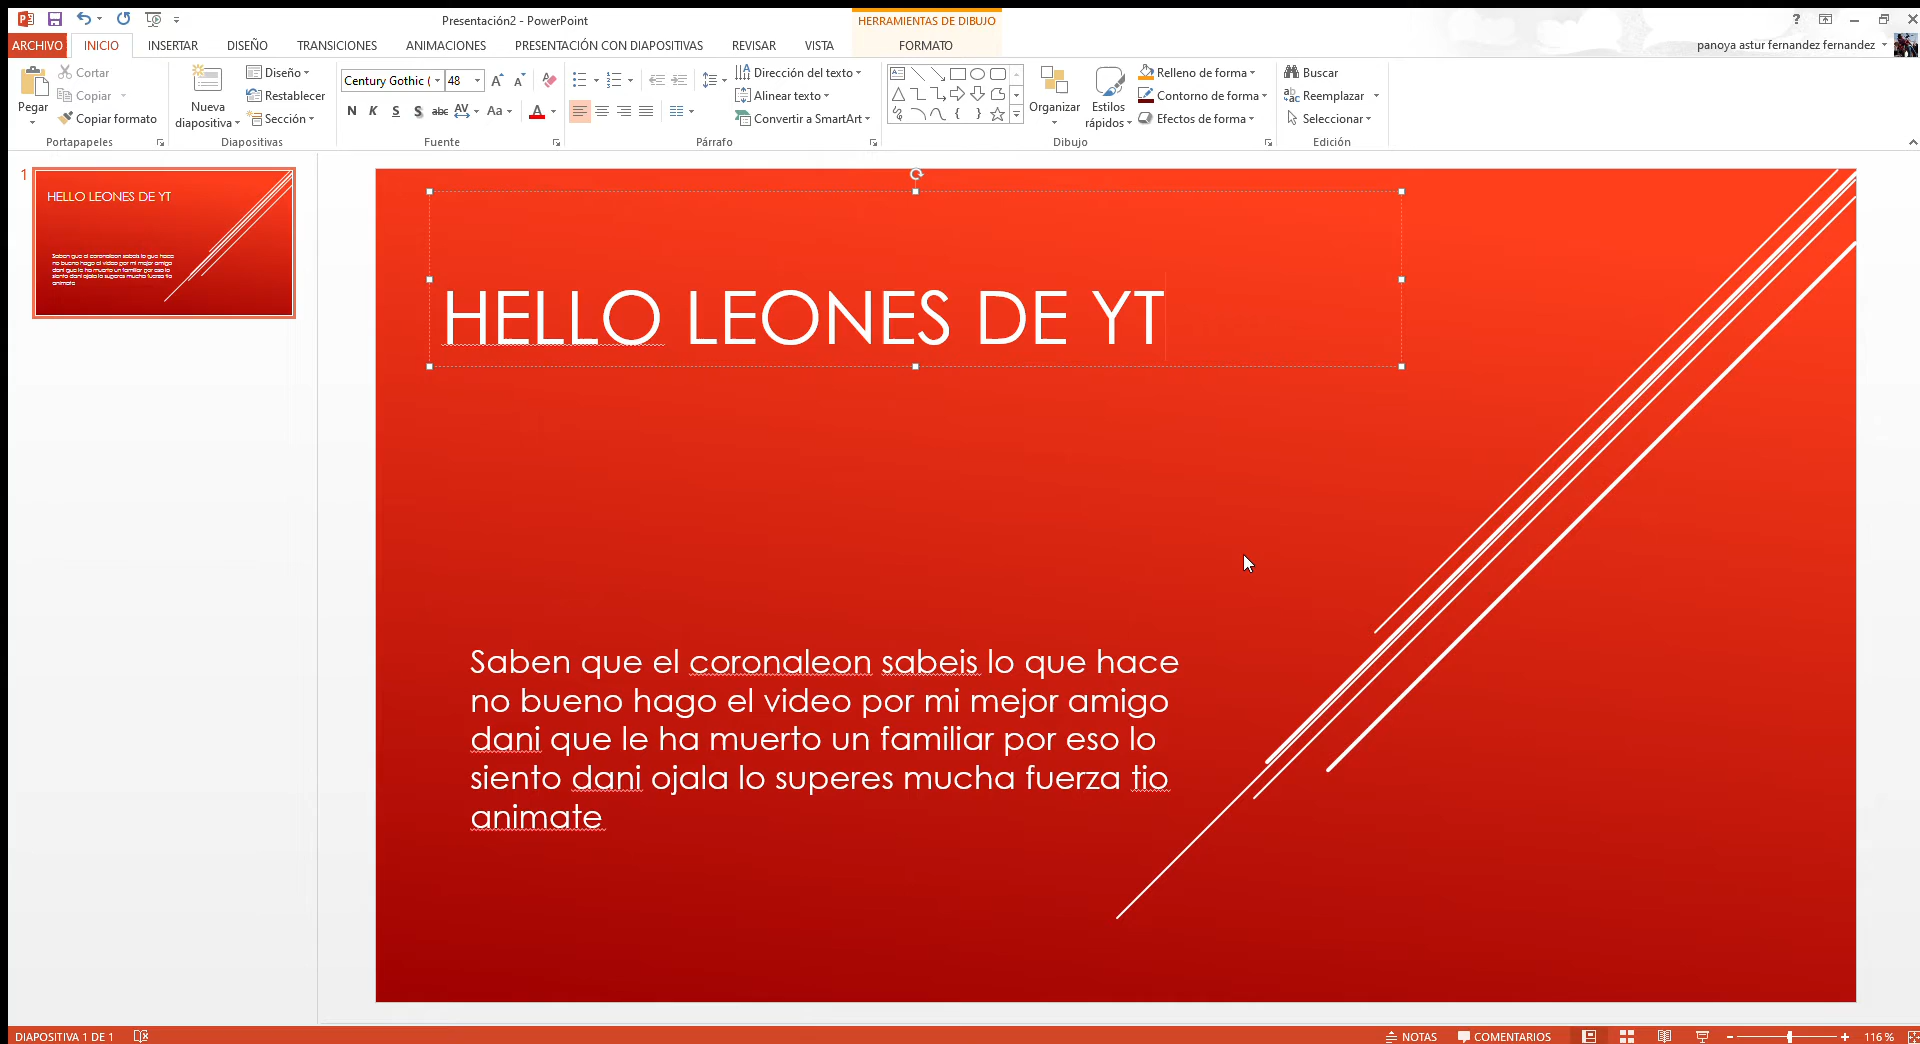 Presentación2 - PowerPoint
HERRAMIENTAS DE DIBUJO
?
ARCHIVO INICIO INSERTAR DISEÑO TRANSICIONES ANIMACIONES PRESENTACIÓN CON DIAPOSITIVAS REVISAR VISTA FORMATO
panoya astur fernandez fernandez
Pegar
Cortar
Copiar
Copiar formato
Portapapeles
Nueva
diapositiva
Diseño
Restablecer
Sección
Diapositivas
Century Gothic ( 48
N K S S abc AV Aa A
Fuente
Dirección del texto
Alinear texto
Convertir a SmartArt
Párrafo
Organizar
Estilos
rápidos
Relleno de forma
Contorno de forma
Efectos de forma
Dibujo
Buscar
Reemplazar
Seleccionar
Edición
1
HELLO LEONES DE YT
Saben que el coronaleon sabeis lo que hace
no bueno hago el video por mi mejor amigo
dani que le ha muerto un familiar por eso lo
siento dani ojala lo superes mucha fuerza tio
animate
HELLO LEONES DE YT
Saben que el coronaleon sabeis lo que hace
no bueno hago el video por mi mejor amigo
dani que le ha muerto un familiar por eso lo
siento dani ojala lo superes mucha fuerza tio
animate
DIAPOSITIVA 1 DE 1
NOTAS
COMENTARIOS
116 %